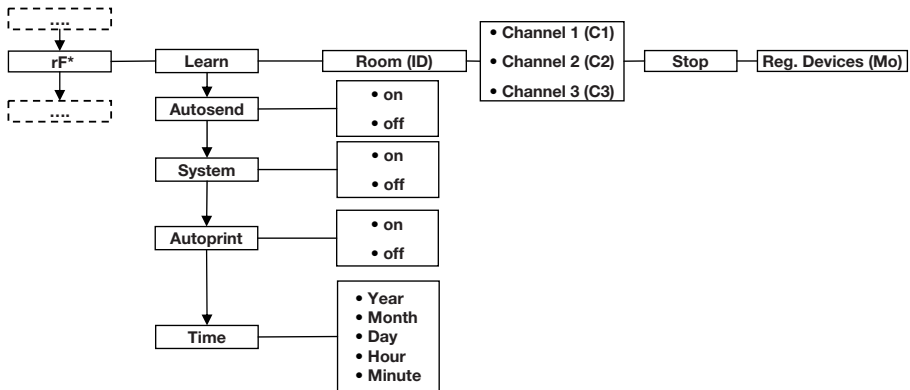 ....
rF*
....
Learn
Room (ID)
• Channel 1 (C1)
• Channel 2 (C2)
• Channel 3 (C3)
Stop
Reg. Devices (Mo)
Autosend
• on
• off
System
• on
• off
Autoprint
• on
• off
Time
• Year
• Month
• Day
• Hour
• Minute